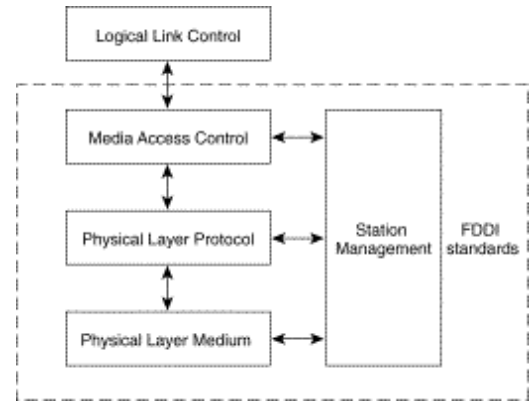 Logical Link Control
Media Access Control
Physical Layer Protocol
Station
Management
FDDI
standards
Physical Layer Medium